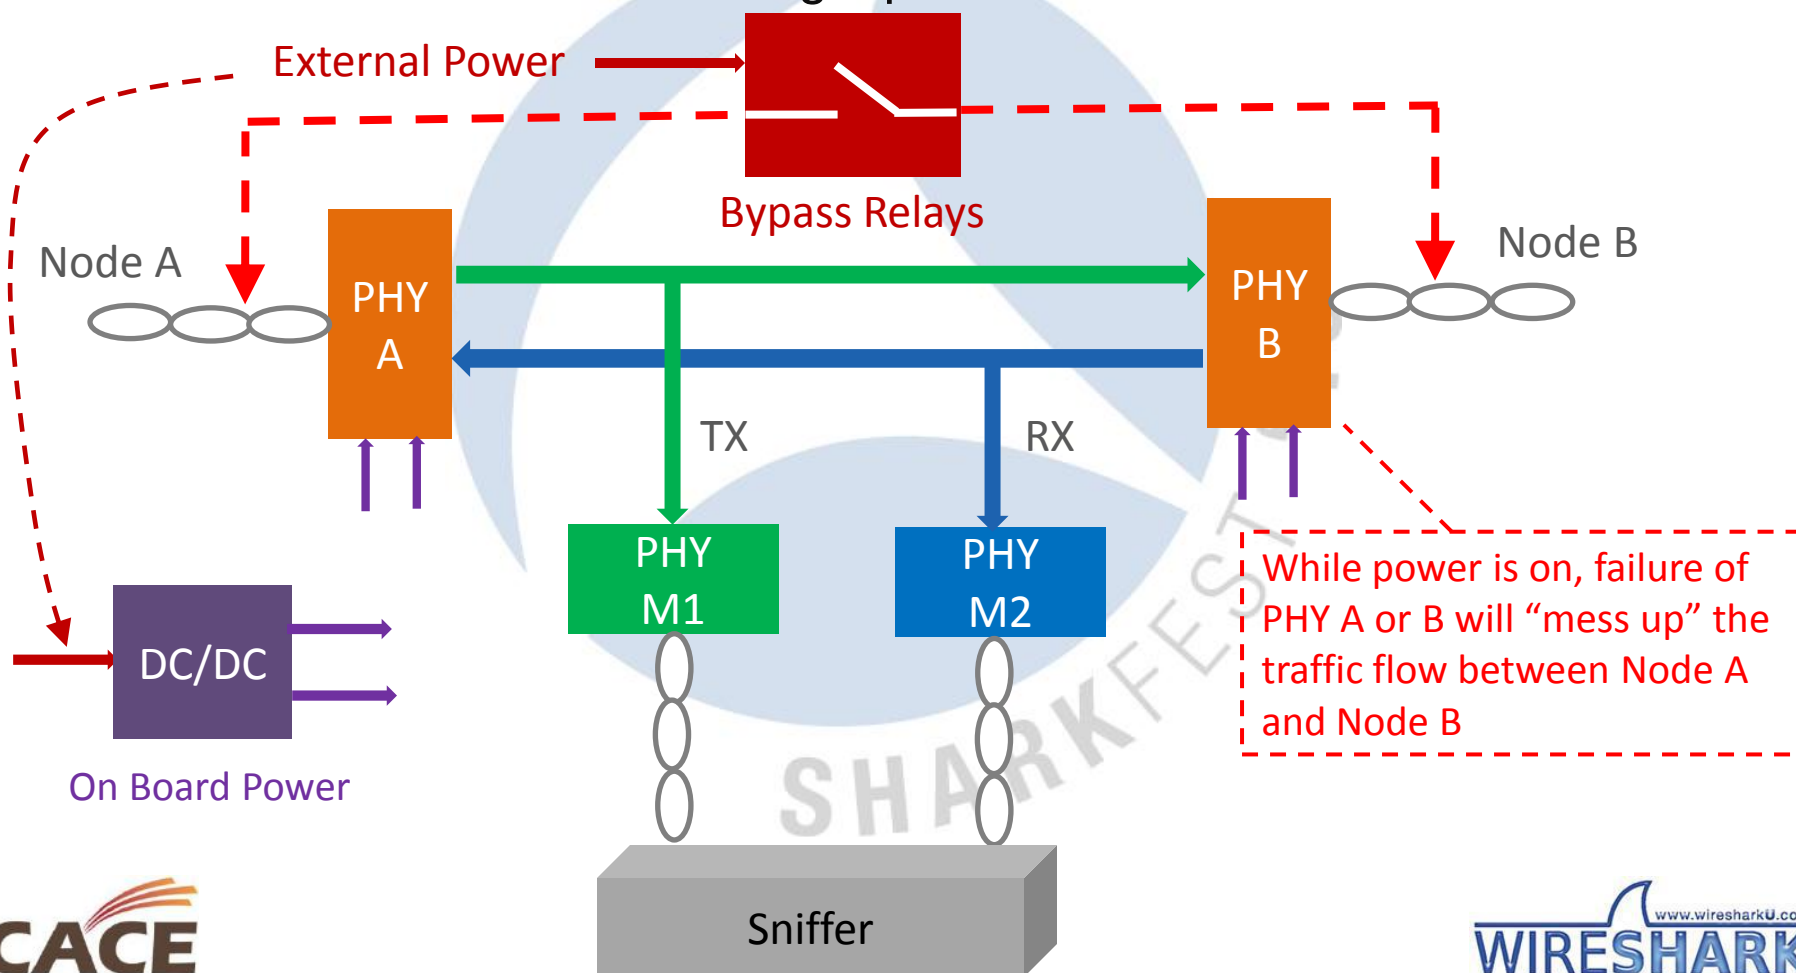 External Power
Bypass Relays
Node A
Node B
PHY
A
PHY
B
TX
RX
PHY
M1
PHY
M2
While power is on, failure of
PHY A or B will “mess up” the
traffic flow between Node A
and Node B
DC/DC
On Board Power
SHARKFEST
Sniffer
CACE
www.wiresharkU.co
WIRESHARK